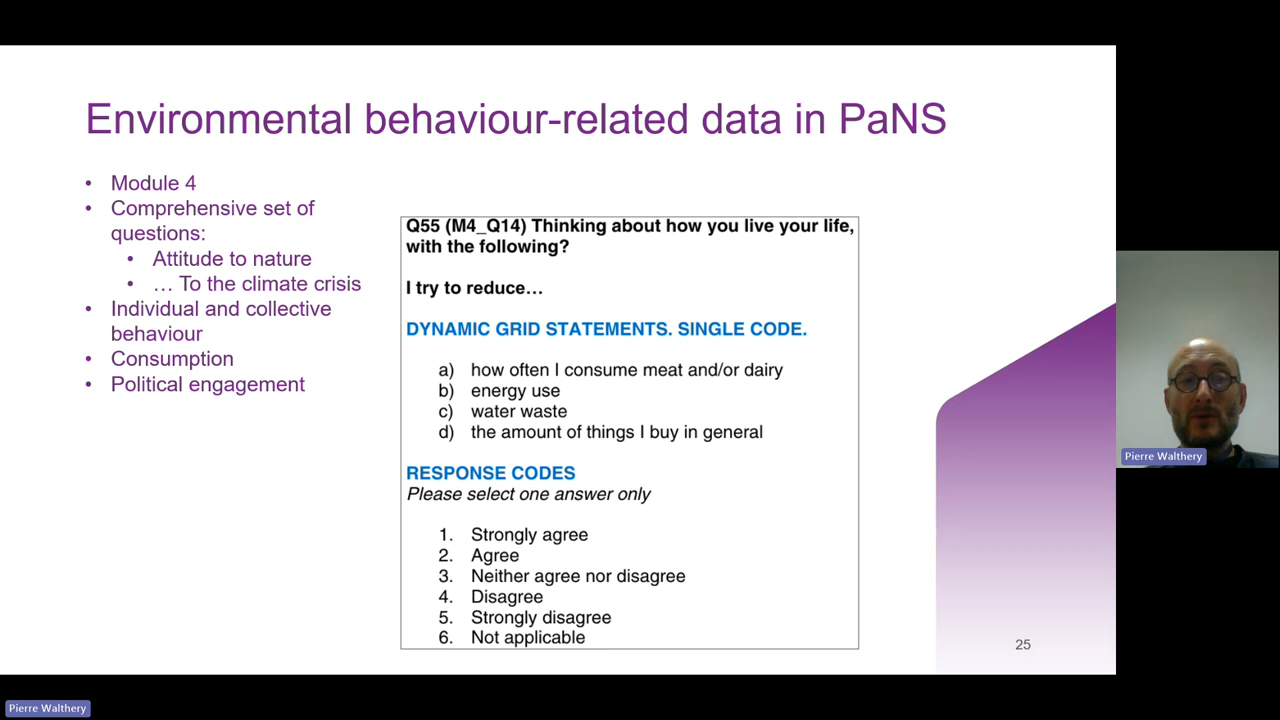 Environmental behaviour-related data in PaNS
• Module 4
• Comprehensive set of
questions:
• Attitude to nature
• … To the climate crisis
• Individual and collective
behaviour
• Consumption
• Political engagement
Q55 (M4_Q14) Thinking about how you live your life,
with the following?
I try to reduce…
DYNAMIC GRID STATEMENTS. SINGLE CODE.
a) how often I consume meat and/or dairy
b) energy use
c) water waste
d) the amount of things I buy in general
RESPONSE CODES
Please select one answer only
1. Strongly agree
2. Agree
3. Neither agree nor disagree
4. Disagree
5. Strongly disagree
6. Not applicable
25
Pierre Walthery
Pierre Walthery